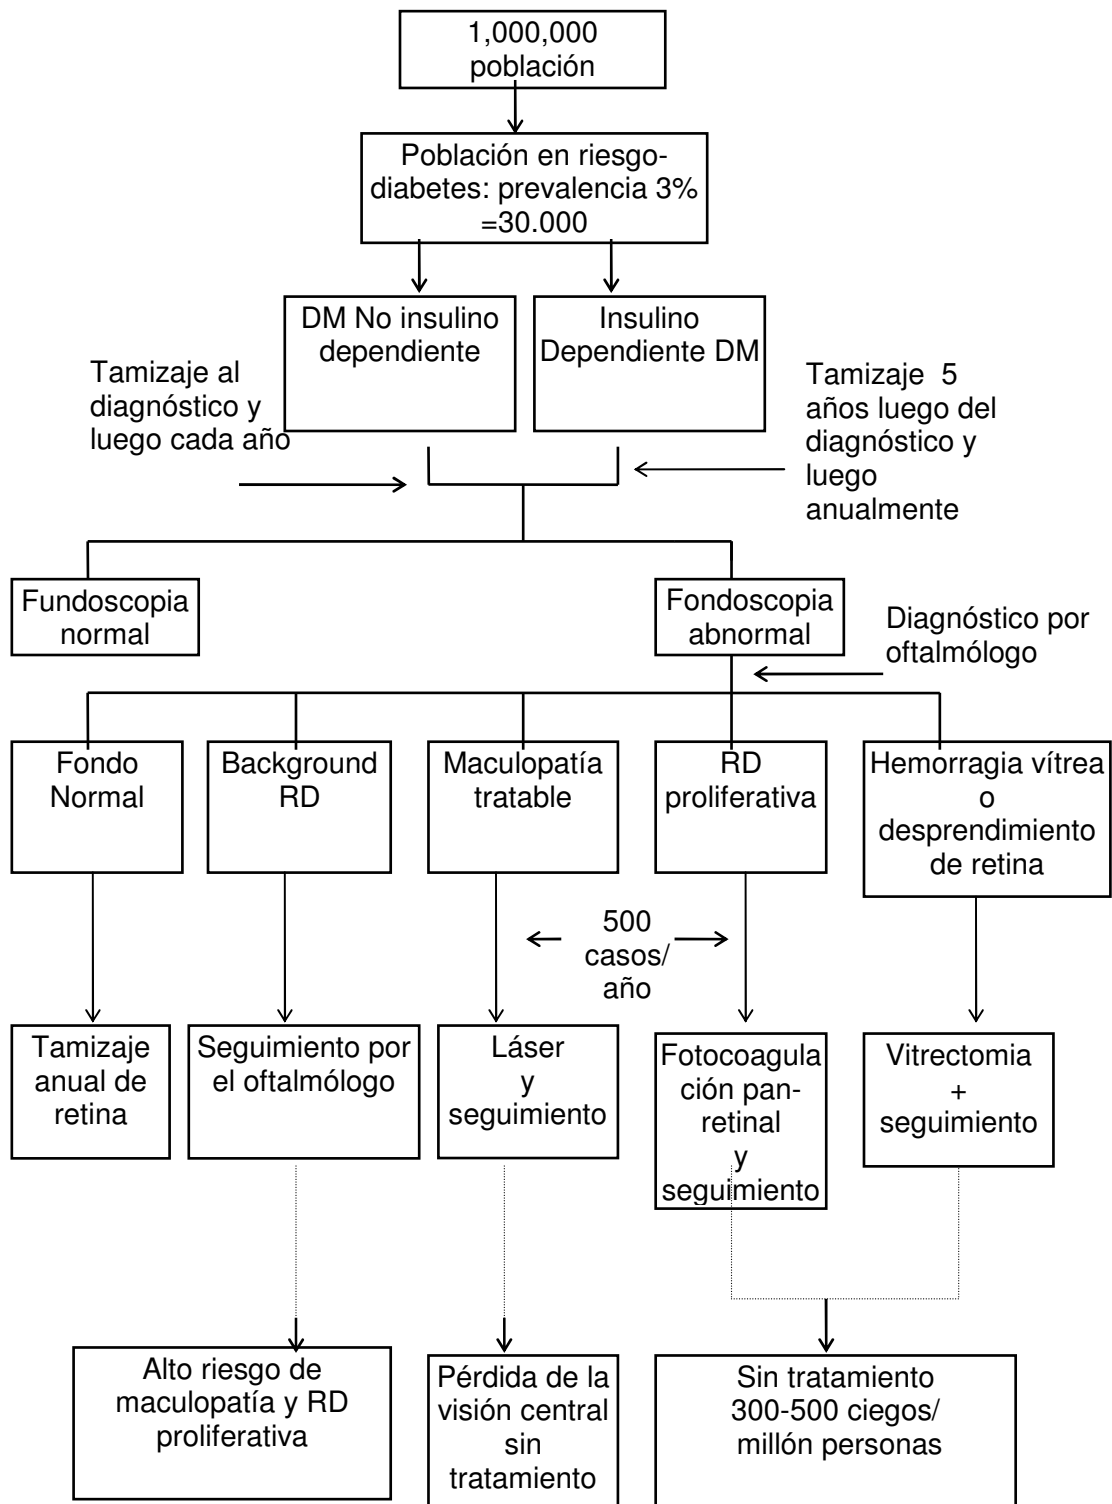 1,000,000
población
Población en riesgo-
diabetes: prevalencia 3%
=30.000
DM No insulino
dependiente
Insulino
Dependiente DM
Tamizaje al
diagnóstico y
luego cada año
Tamizaje 5
años luego del
diagnóstico y
luego
anualmente
Fundoscopia
normal
Fondoscopia
abnormal
Diagnóstico por
oftalmólogo
Fondo
Normal
Background
RD
Maculopatía
tratable
RD
proliferativa
Hemorragia vítrea
o
desprendimiento
de retina
500
casos/
año
Tamizaje
anual de
retina
Seguimiento por
el oftalmólogo
Láser
y
seguimiento
Fotocoagula
ción pan-
retinal
y
seguimiento
Vitrectomia
+
seguimiento
Alto riesgo de
maculopatía y RD
proliferativa
Pérdida de la
visión central
sin
tratamiento
Sin tratamiento
300-500 ciegos/
millón personas